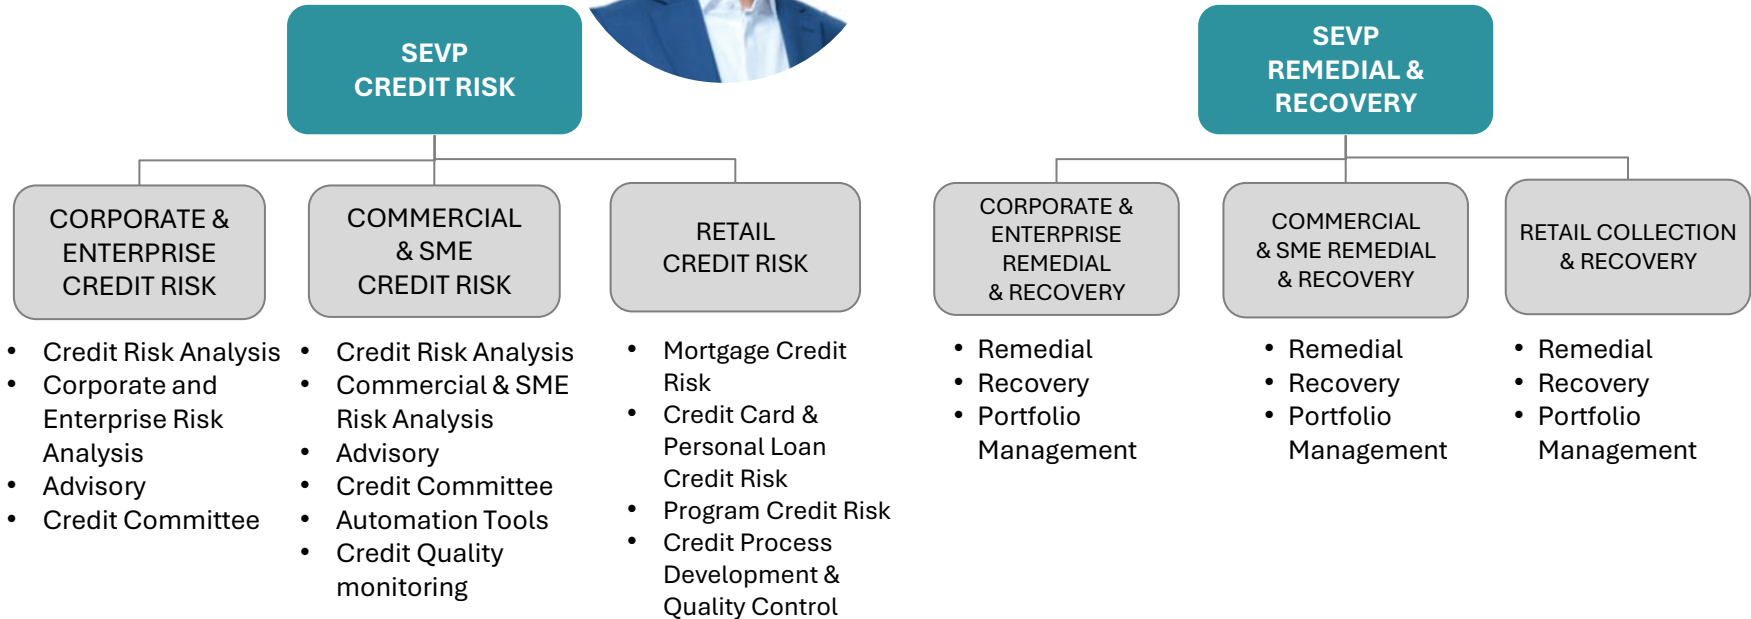 SEVP
CREDIT RISK
SEVP
REMEDIAL &
RECOVERY
CORPORATE &
ENTERPRISE
CREDIT RISK
COMMERCIAL
& SME
CREDIT RISK
RETAIL
CREDIT RISK
CORPORATE &
ENTERPRISE
REMEDIAL
& RECOVERY
COMMERCIAL
& SME REMEDIAL
& RECOVERY
RETAIL COLLECTION
& RECOVERY
• Credit Risk Analysis
• Corporate and
Enterprise Risk
Analysis
• Advisory
• Credit Committee
• Credit Risk Analysis
• Commercial & SME
Risk Analysis
• Advisory
• Credit Committee
• Automation Tools
• Credit Quality
monitoring
• Mortgage Credit
Risk
• Credit Card &
Personal Loan
Credit Risk
• Program Credit Risk
• Credit Process
Development &
Quality Control
• Remedial
• Recovery
• Portfolio
Management
• Remedial
• Recovery
• Portfolio
Management
• Remedial
• Recovery
• Portfolio
Management